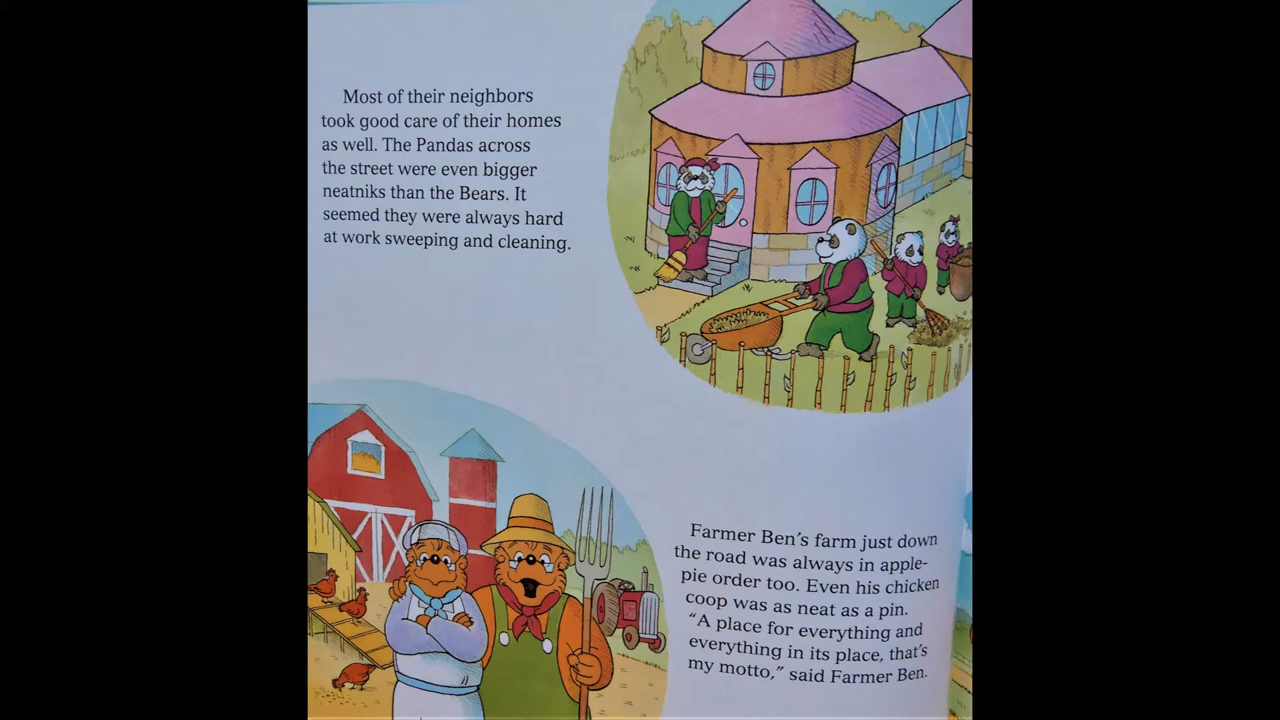 Most of their neighbors
took good care of their homes
as well. The Pandas across
the street were even bigger
neatniks than the Bears. It
seemed they were always hard
at work sweeping and cleaning.
Farmer Ben's farm just down
the road was always in apple-
pie order too. Even his chicken
coop was as neat as a pin.
"A place for everything and
everything in its place, that's
my motto," said Farmer Ben.